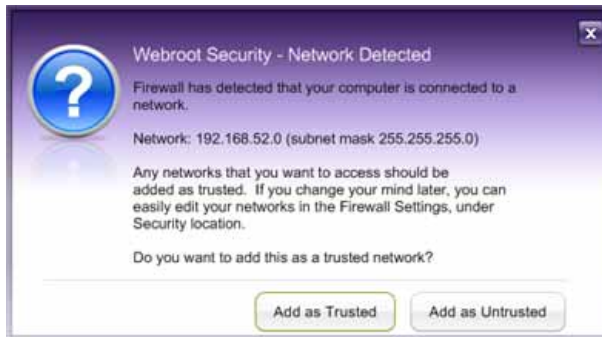 Webroot Security - Network Detected
Firewall has detected that your computer is connected to a
network.
Network: 192.168.52.0 (subnet mask 255.255.255.0)
Any networks that you want to access should be
added as trusted. If you change your mind later, you can
easily edit your networks in the Firewall Settings, under
Security location.
Do you want to add this as a trusted network?
Add as Trusted
Add as Untrusted